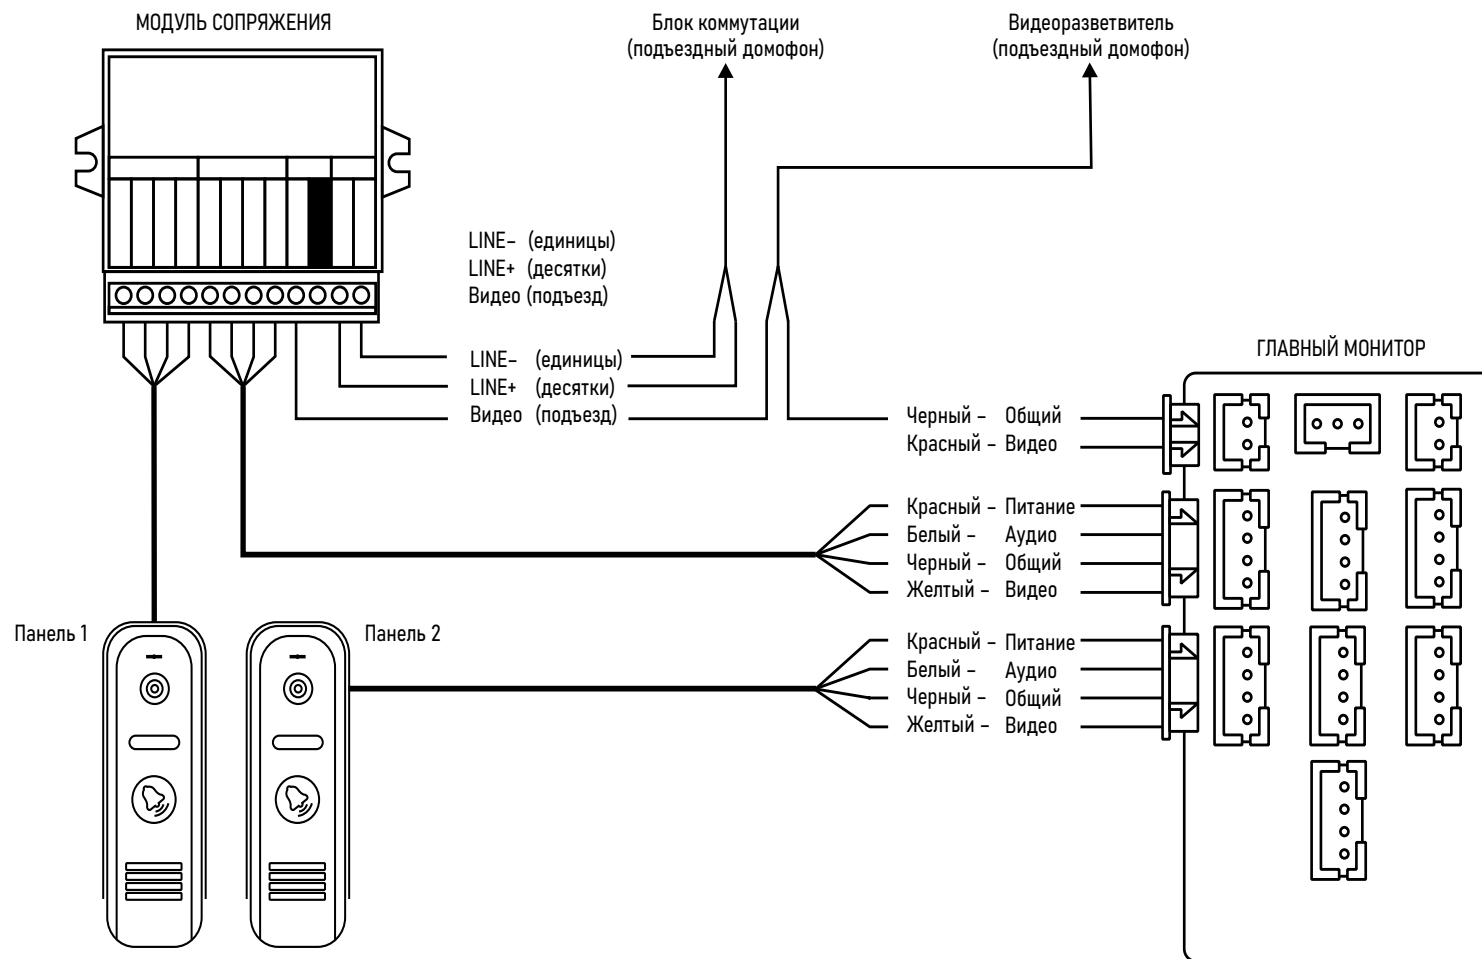 МОДУЛЬ СОПРЯЖЕНИЯ
Блок коммутации
(подъездный домофон)
Видеоразветвитель
(подъездный домофон)
LINE– (единицы)
LINE+ (десятки)
Видео (подъезд)
LINE– (единицы)
LINE+ (десятки)
Видео (подъезд)
ГЛАВНЫЙ МОНИТОР
Черный – Общий
Красный – Видео
Красный – Питание
Белый – Аудио
Черный – Общий
Желтый – Видео
Панель 1
Панель 2
Красный – Питание
Белый – Аудио
Черный – Общий
Желтый – Видео